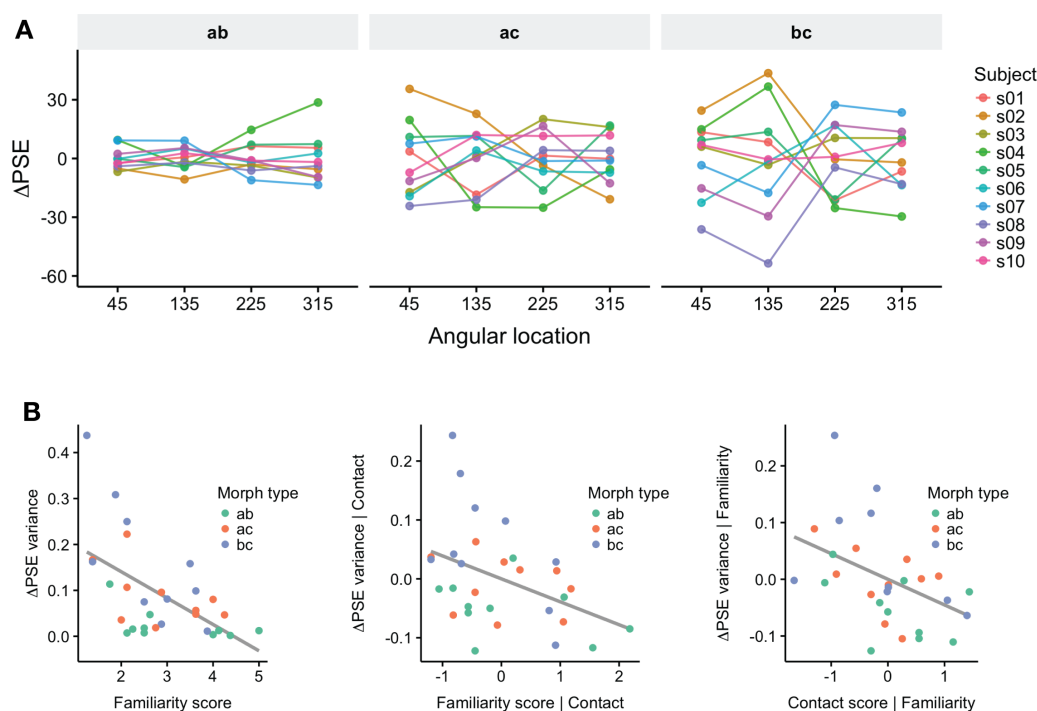 A
ab
ac
bc
ΔPSE
30
0
-30
-60
45 135 225 315
45 135 225 315
45 135 225 315
Angular location
Subject
s01
s02
s03
s04
s05
s06
s07
s08
s09
s10
B
ΔPSE variance
0.4
0.3
0.2
0.1
0.0
2 3 4 5
Familiarity score
Morph type
ab
ac
bc
ΔPSE variance | Contact
0.2
0.1
0.0
-0.1
-1 0 1 2
Familiarity score | Contact
Morph type
ab
ac
bc
ΔPSE variance | Familiarity
0.2
0.1
0.0
-0.1
-1 0 1
Contact score | Familiarity
Morph type
ab
ac
bc